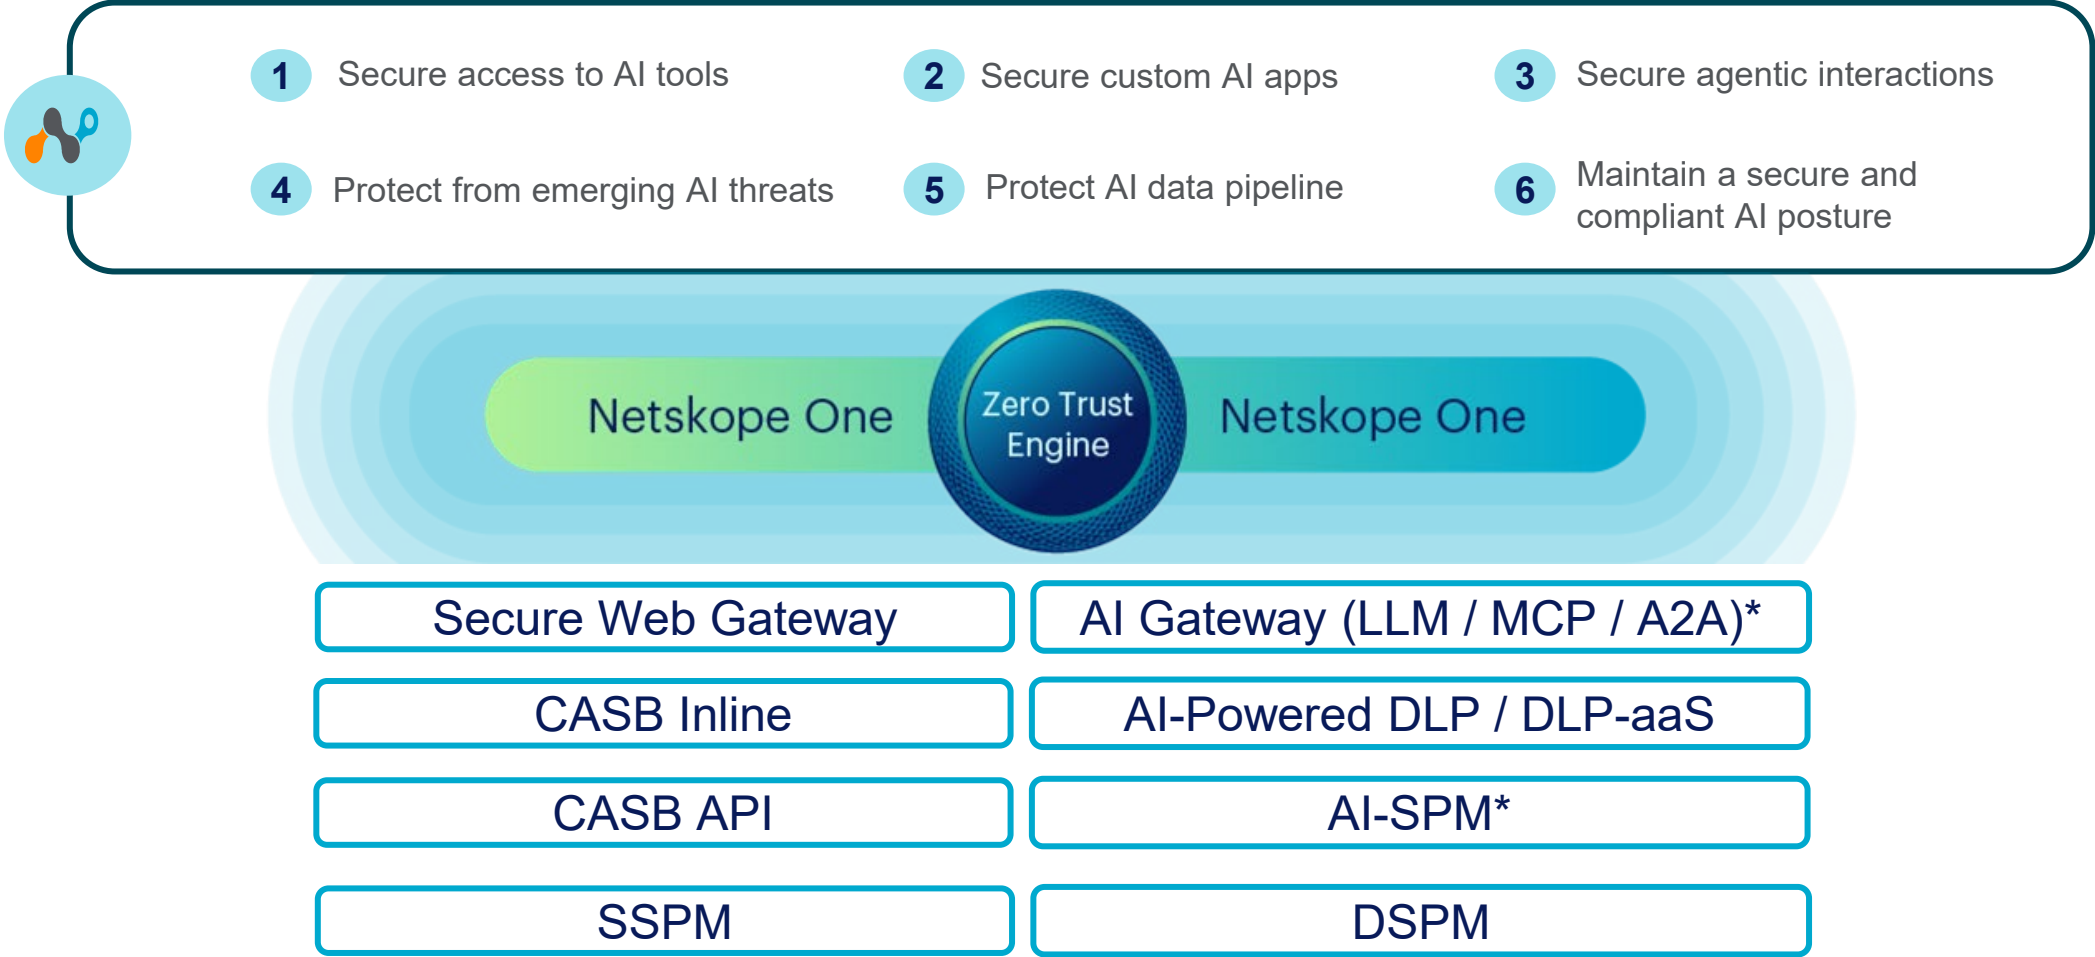 1 Secure access to AI tools
2 Secure custom AI apps
3 Secure agentic interactions
4 Protect from emerging AI threats
5 Protect AI data pipeline
6 Maintain a secure and
compliant AI posture
Netskope One
Zero Trust
Engine
Netskope One
Secure Web Gateway
AI Gateway (LLM / MCP / A2A)*
CASB Inline
AI-Powered DLP / DLP-aaS
CASB API
AI-SPM*
SSPM
DSPM